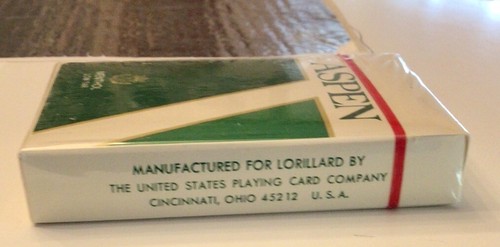 ASPEN
MANUFACTURED FOR LORILLARD BY
THE UNITED STATES PLAYING CARD COMPANY
CINCINNATI, OHIO 45212 U.S.A.